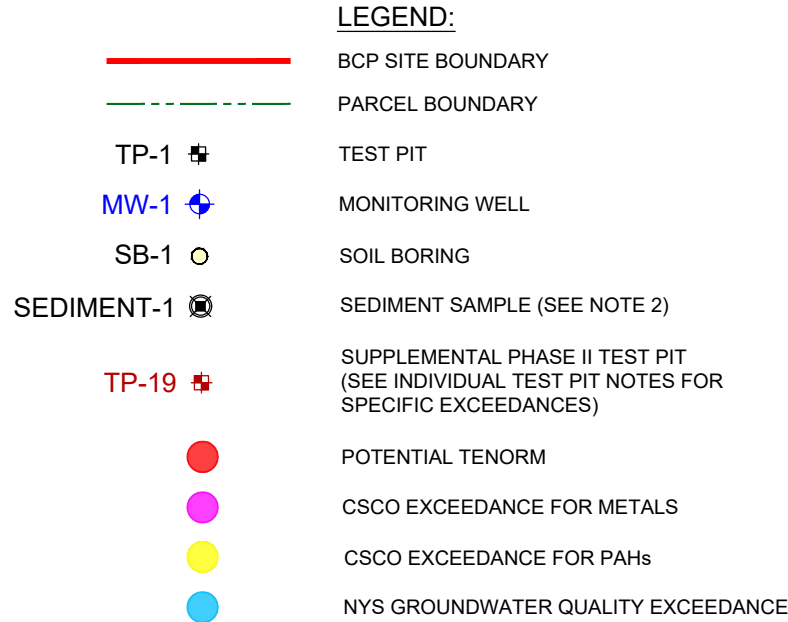 LEGEND:
BCP SITE BOUNDARY
PARCEL BOUNDARY
TP-1 TEST PIT
MW-1 MONITORING WELL
SB-1 SOIL BORING
SEDIMENT-1 SEDIMENT SAMPLE (SEE NOTE 2)
SUPPLEMENTAL PHASE II TEST PIT
TP-19 (SEE INDIVIDUAL TEST PIT NOTES FOR
SPECIFIC EXCEEDANCES)
POTENTIAL TENORM
CSCO EXCEEDANCE FOR METALS
CSCO EXCEEDANCE FOR PAHs
NYS GROUNDWATER QUALITY EXCEEDANCE